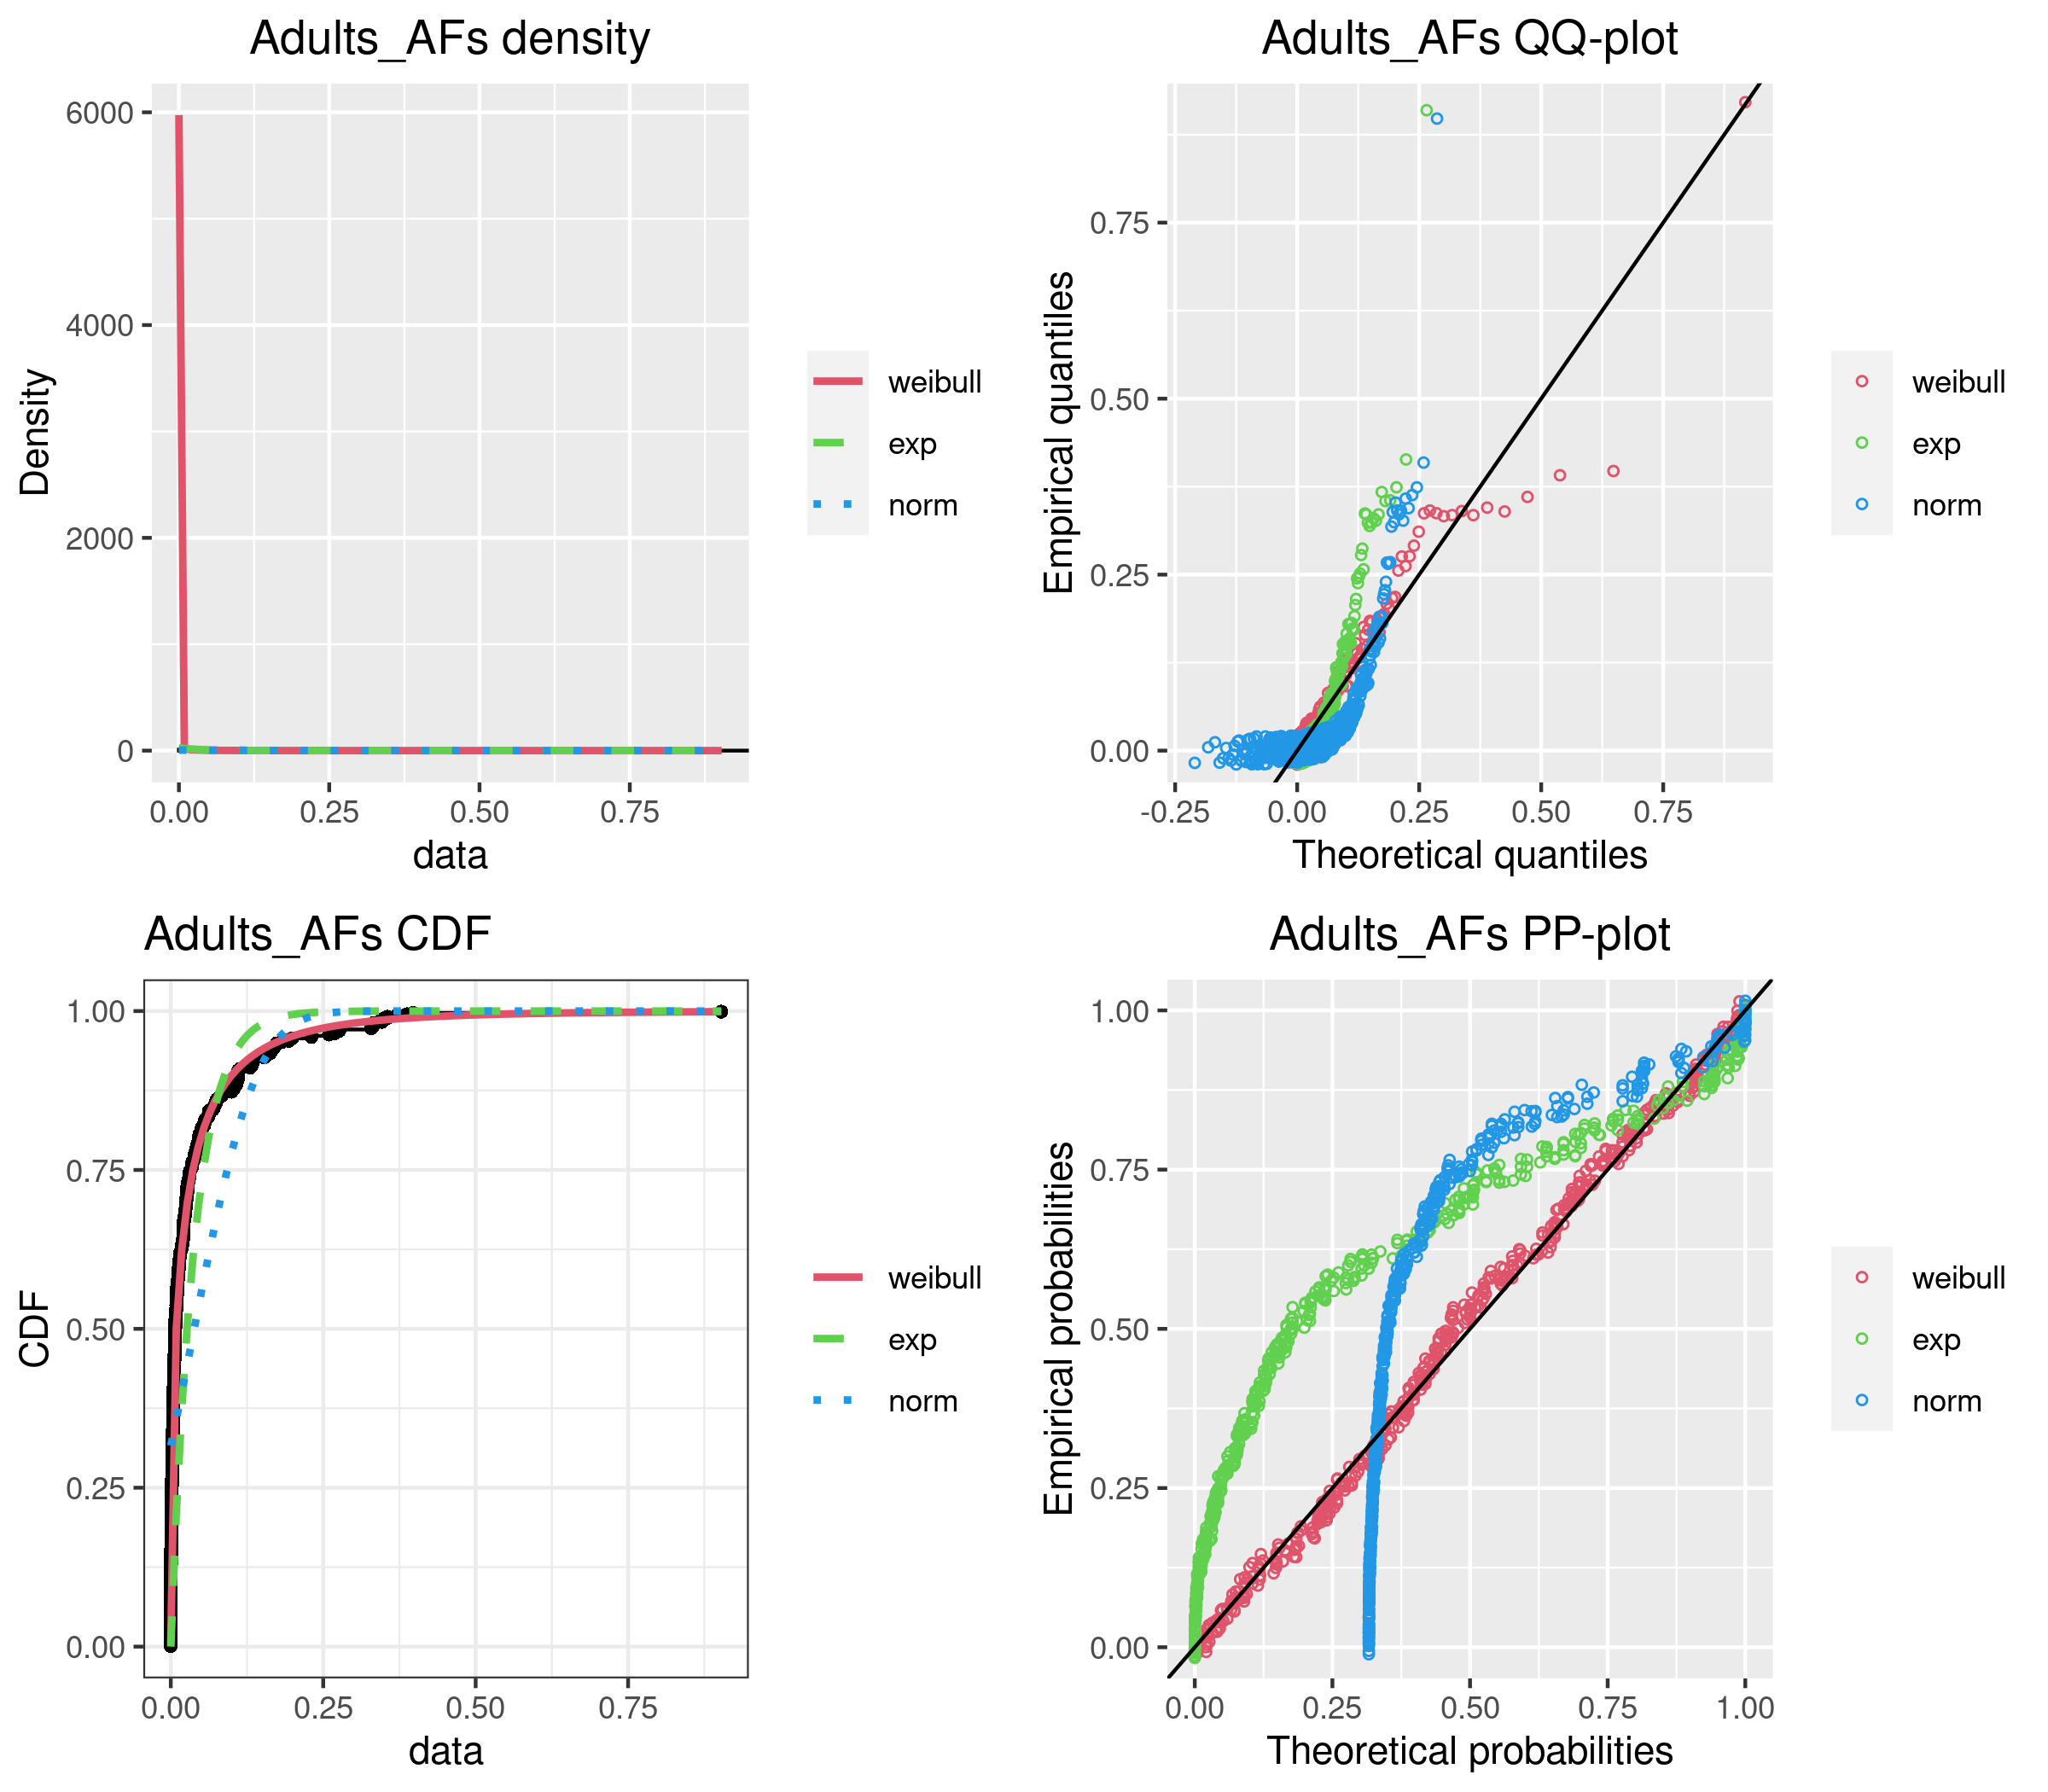 Adults_AFs density
6000
4000
2000
0
Density
0.00 0.25 0.50 0.75
data
weibull
exp
norm
Adults_AFs QQ-plot
0.75
0.50
0.25
0.00
Empirical quantiles
-0.25 0.00 0.25 0.50 0.75
Theoretical quantiles
weibull
exp
norm
Adults_AFs CDF
1.00
0.75
0.50
0.25
0.00
CDF
0.00 0.25 0.50 0.75
data
weibull
exp
norm
Adults_AFs PP-plot
1.00
0.75
0.50
0.25
0.00
Empirical probabilities
0.00 0.25 0.50 0.75 1.00
Theoretical probabilities
weibull
exp
norm